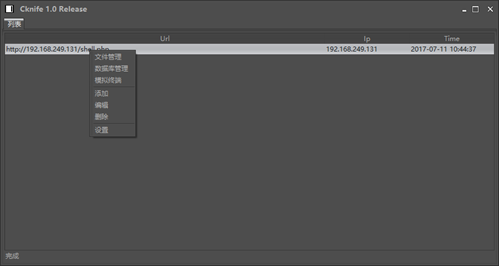 Cknife 1.0 Release
列表
Url Ip Time
http://192.168.249.131/shell.php 192.168.249.131 2017-07-11 10:44:37
文件管理
数据库管理
模拟终端
添加
编辑
删除
设置
完成